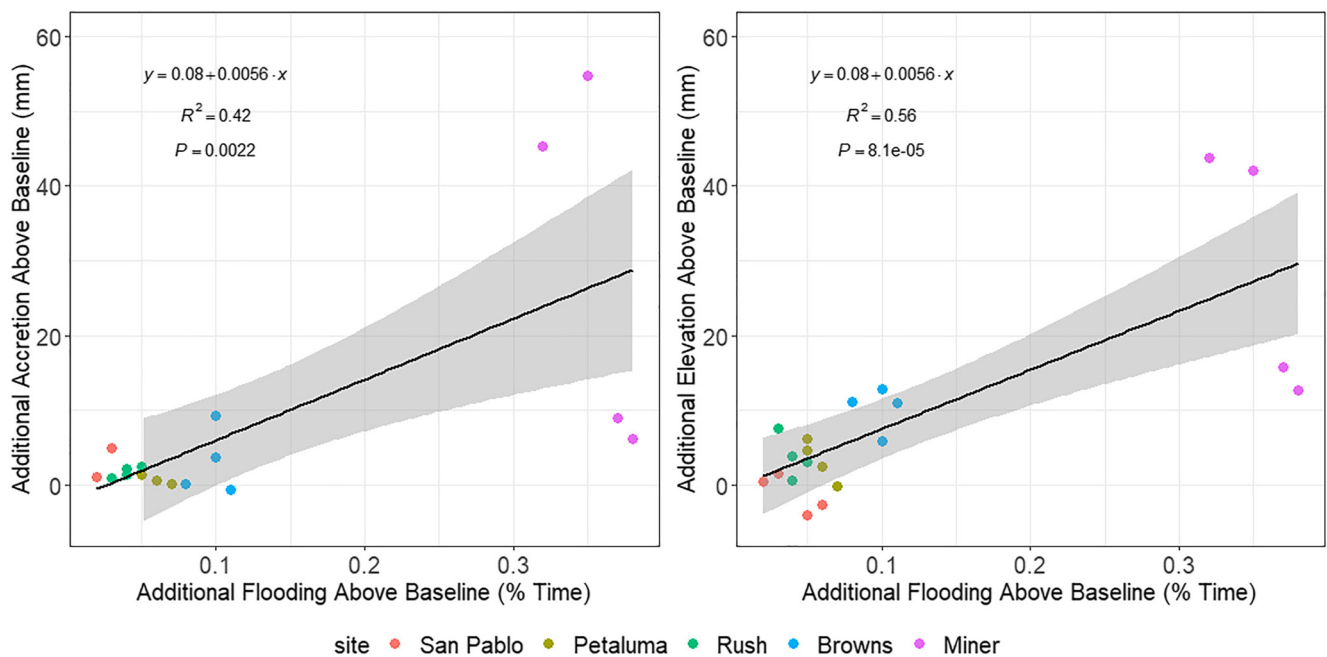 60
40
20
0
Additional Accretion Above Baseline (mm)
y = 0.08 + 0.0056 · x
R² = 0.42
P = 0.0022
0.1 0.2 0.3
Additional Flooding Above Baseline (% Time)
60
40
20
0
Additional Elevation Above Baseline (mm)
y = 0.08 + 0.0056 · x
R² = 0.56
P = 8.1e-05
0.1 0.2 0.3
Additional Flooding Above Baseline (% Time)
site San Pablo Petaluma Rush Browns Miner